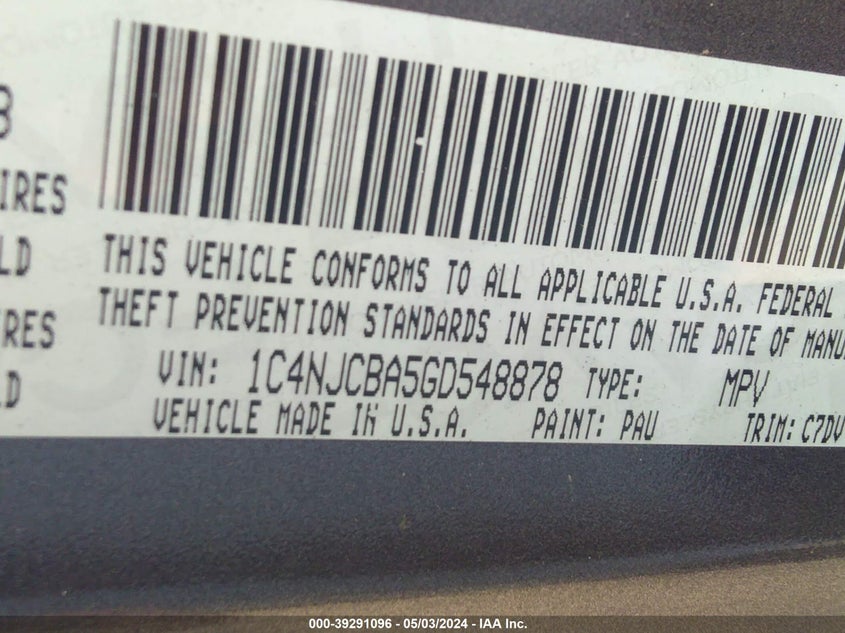 8
IRES
LD
RES
LD
THIS VEHICLE CONFORMS TO ALL APPLICABLE U.S.A. FEDERAL
THEFT PREVENTION STANDARDS IN EFFECT ON THE DATE OF MANU
VIN: 1C4NJCBA5GD548878 TYPE: MPV
VEHICLE MADE IN U.S.A. PAINT: PAU TRIM: C7DV
000-39291096 - 05/03/2024 - IAA Inc.